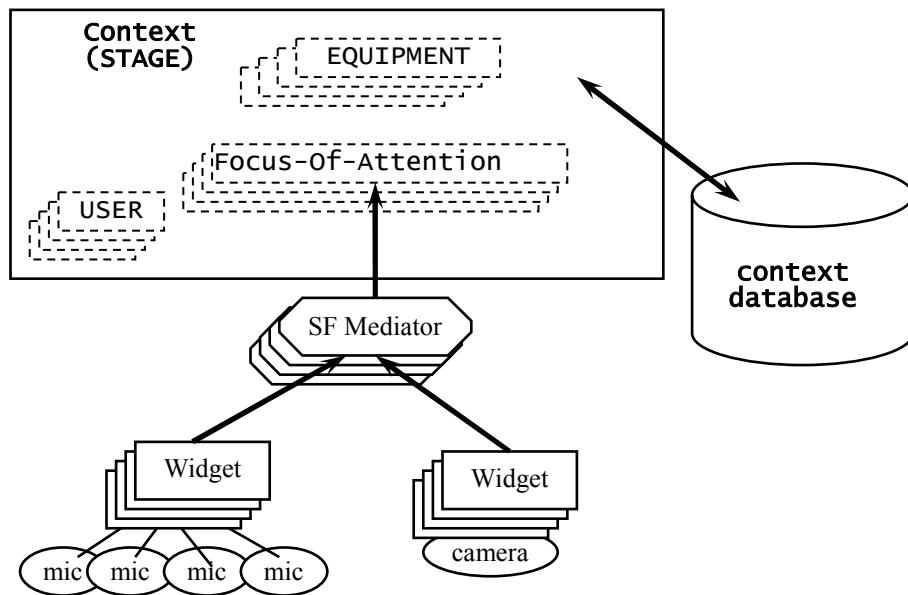 Context
(STAGE)
EQUIPMENT
Focus-Of-Attention
USER
context
database
SF Mediator
Widget
Widget
mic
mic
mic
mic
camera